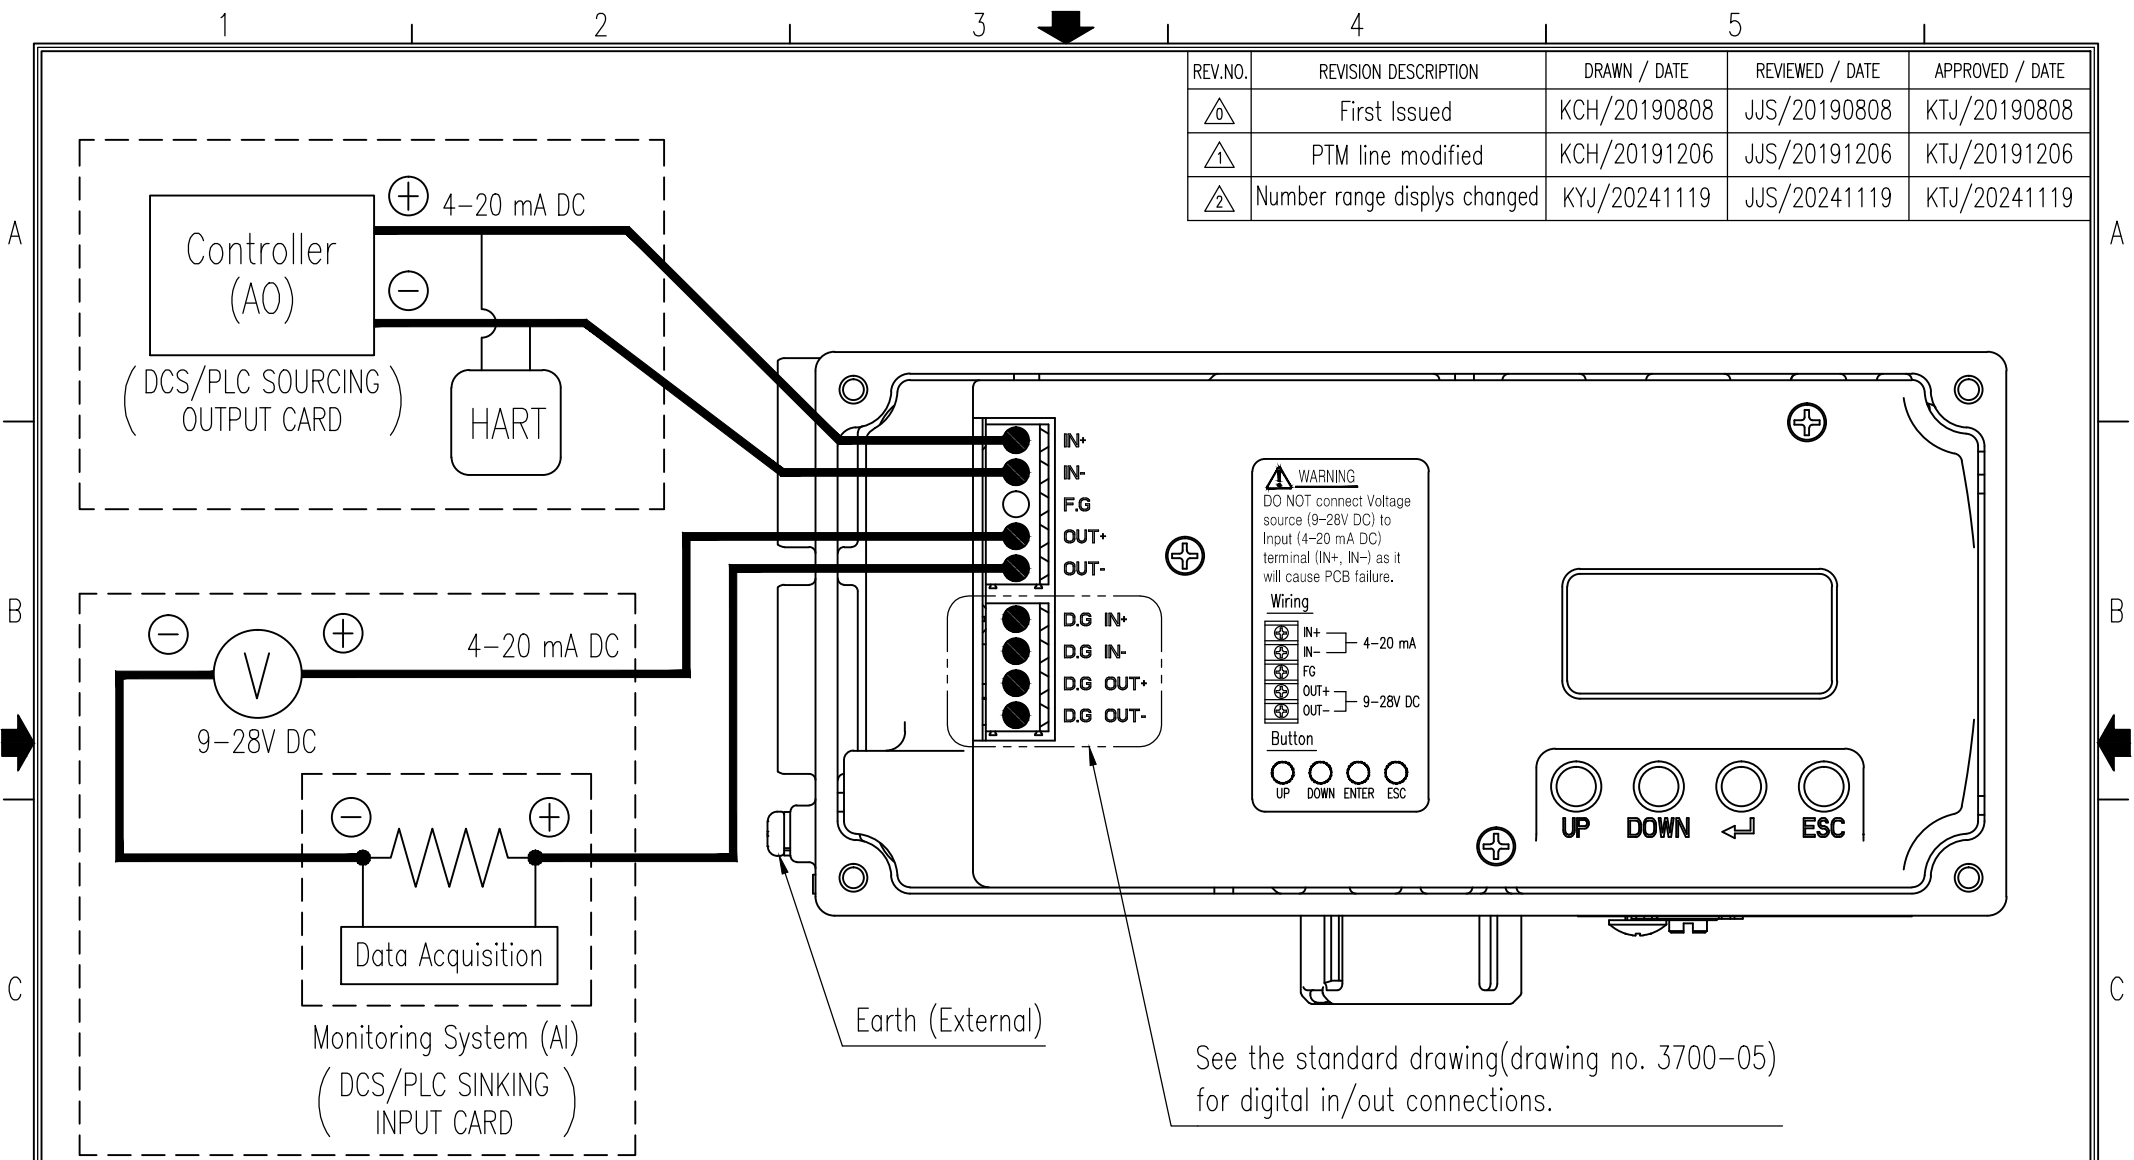 1 2 3 4 5
REV.NO. REVISION DESCRIPTION DRAWN / DATE REVIEWED / DATE APPROVED / DATE
0 First Issued KCH/20190808 JJS/20190808 KTJ/20190808
1 PTM line modified KCH/20191206 JJS/20191206 KTJ/20191206
2 Number range displys changed KYJ/20241119 JJS/20241119 KTJ/20241119
A A
+ 4-20 mA DC
Controller
(AO)
-
(DCS/PLC SOURCING
OUTPUT CARD)
HART
IN+
IN-
F.G
OUT+
OUT-
D.G IN+
D.G IN-
D.G OUT+
D.G OUT-
WARNING
DO NOT connect Voltage
source (9-28V DC) to
Input (4-20 mA DC)
terminal (IN+, IN-) as it
will cause PCB failure.
Wiring
IN+
IN-
4-20 mA
FG
OUT+
OUT-
9-28V DC
Button
UP DOWN ENTER ESC
UP DOWN ↵ ESC
B B
- +
V
4-20 mA DC
9-28V DC
- +
Data Acquisition
C C
Monitoring System (AI)
(DCS/PLC SINKING
INPUT CARD)
Earth (External)
See the standard drawing(drawing no. 3700-05)
for digital in/out connections.